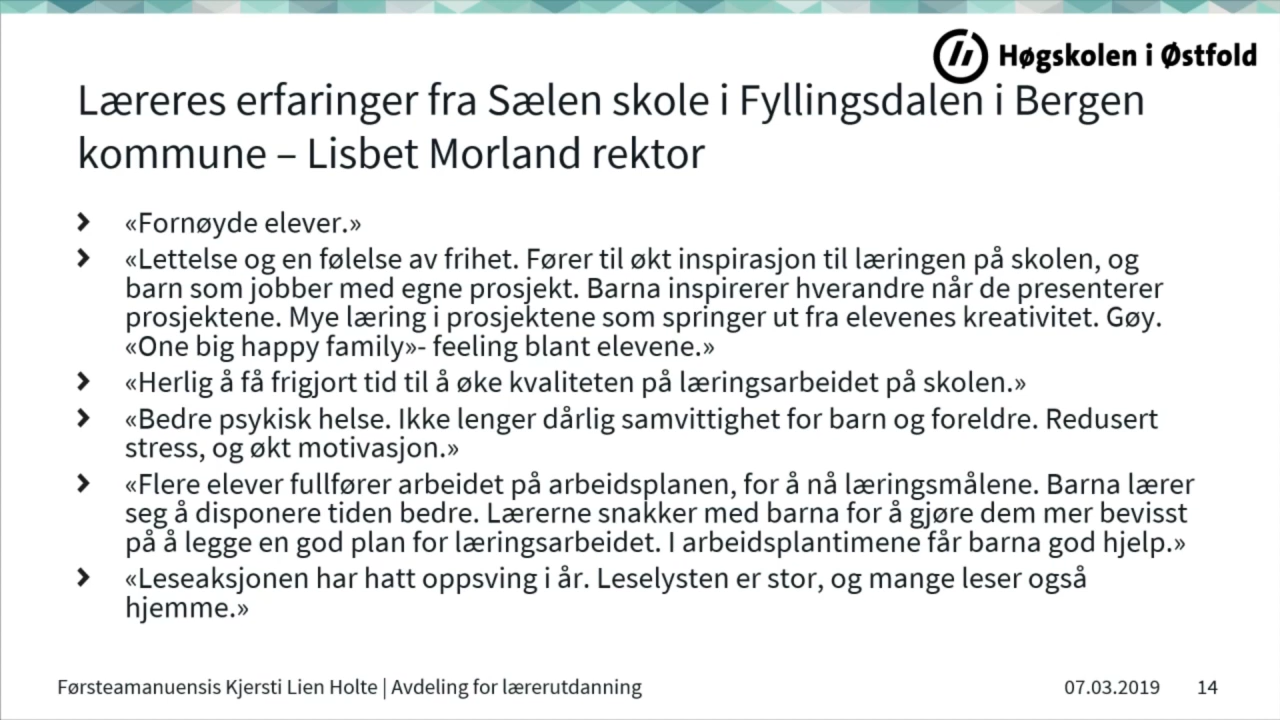 Høgskolen i Østfold
Læreres erfaringer fra Sælen skole i Fyllingsdalen i Bergen
kommune – Lisbet Morland rektor
«Fornøyde elever.»
«Lettelse og en følelse av frihet. Fører til økt inspirasjon til læringen på skolen, og
barn som jobber med egne prosjekt. Barna inspirerer hverandre når de presenterer
prosjektene. Mye læring i prosjektene som springer ut fra elevenes kreativitet. Gøy.
«One big happy family»- feeling blant elevene.»
«Herlig å få frigjort tid til å øke kvaliteten på læringsarbeidet på skolen.»
«Bedre psykisk helse. Ikke lenger dårlig samvittighet for barn og foreldre. Redusert
stress, og økt motivasjon.»
«Flere elever fullfører arbeidet på arbeidsplanen, for å nå læringsmålene. Barna lærer
seg å disponere tiden bedre. Lærerne snakker med barna for å gjøre dem mer bevisst
på å legge en god plan for læringsarbeidet. I arbeidsplantimene får barna god hjelp.»
«Leseaksjonen har hatt oppsving i år. Leselysten er stor, og mange leser også
hjemme.»
Førsteamanuensis Kjersti Lien Holte | Avdeling for lærerutdanning
07.03.2019
14